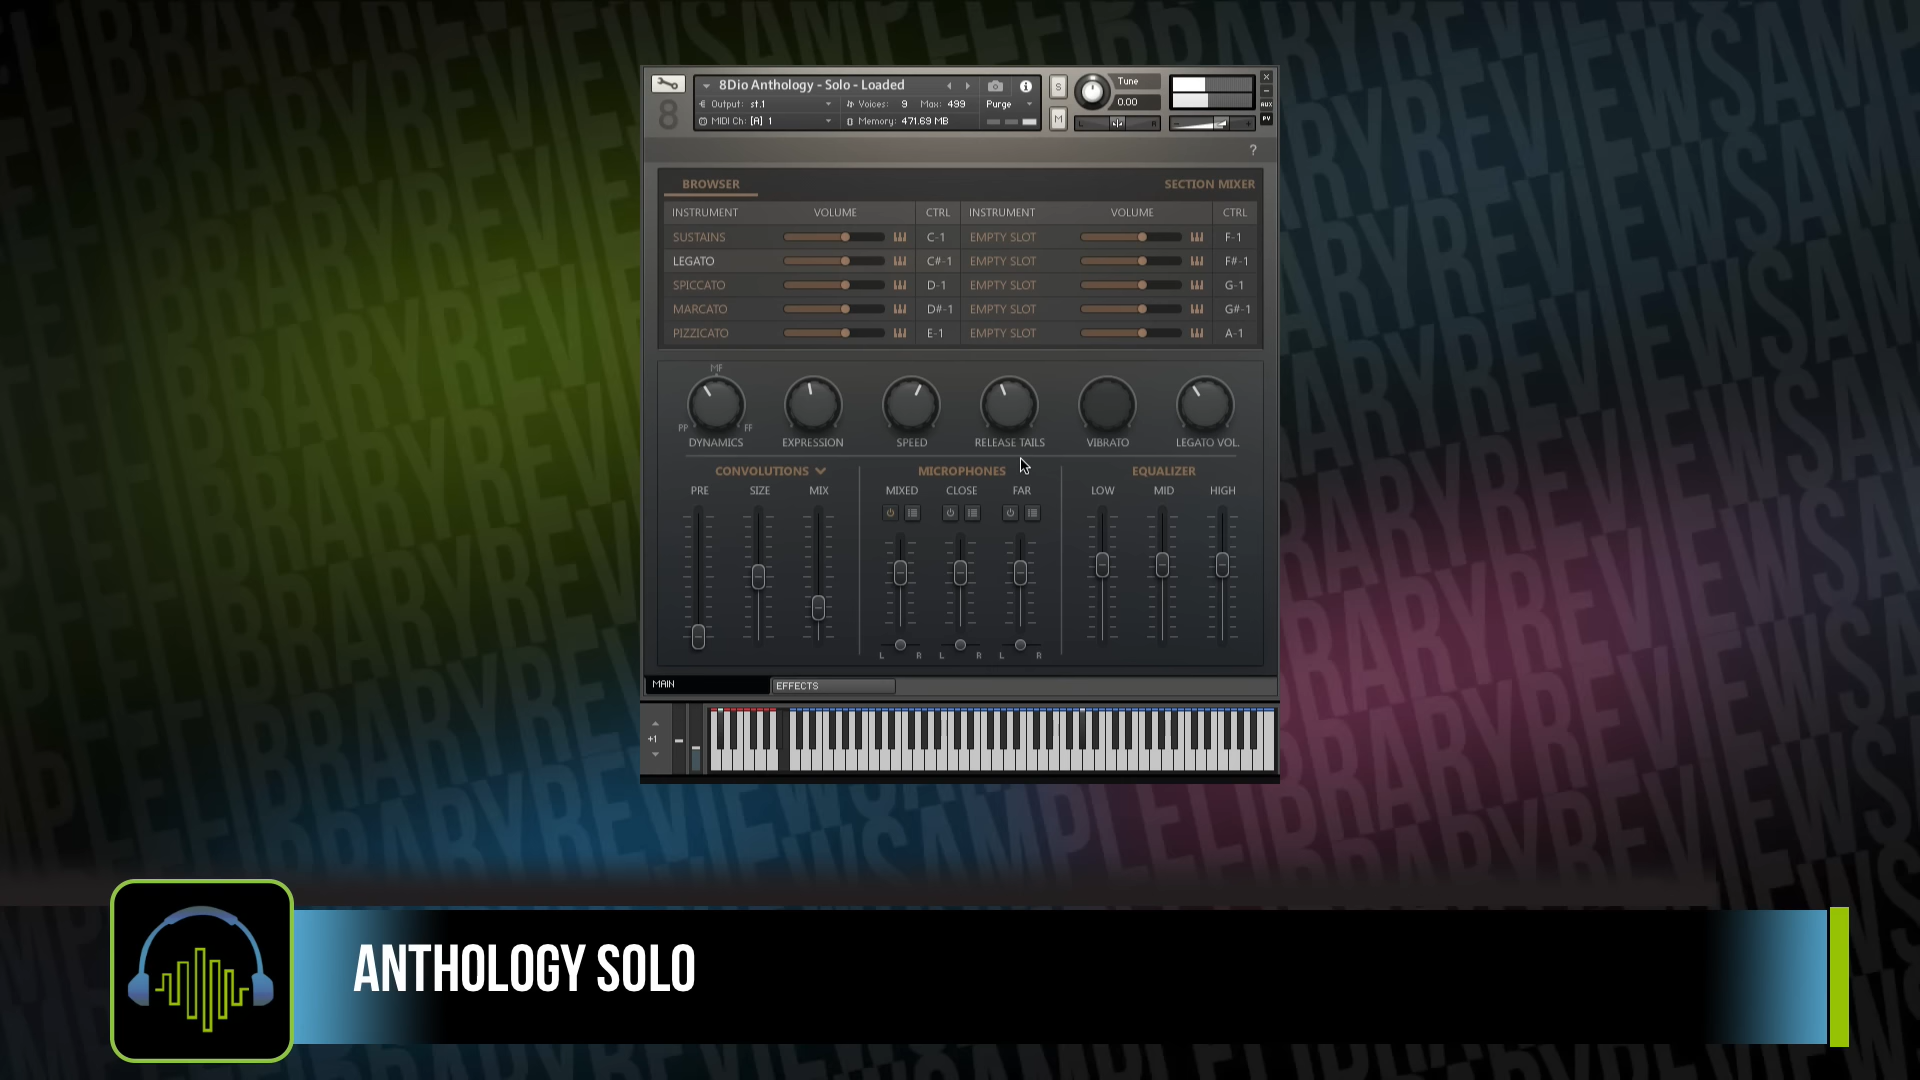 8Dio Anthology - Solo - Loaded
Output: st.1 Voices: 9 Max: 499 Purge
MIDI Ch: [A] 1 Memory: 471.69 MB
S
M
Tune
0.00
L R
AUX
PV
8
?
BROWSER SECTION MIXER
INSTRUMENT VOLUME CTRL INSTRUMENT VOLUME CTRL
SUSTAINS C-1 EMPTY SLOT F-1
LEGATO C#-1 EMPTY SLOT F#-1
SPICCATO D-1 EMPTY SLOT G-1
MARCATO D#-1 EMPTY SLOT G#-1
PIZZICATO E-1 EMPTY SLOT A-1
MF
PP FF
DYNAMICS EXPRESSION SPEED RELEASE TAILS VIBRATO LEGATO VOL.
CONVOLUTIONS MICROPHONES EQUALIZER
PRE SIZE MIX MIXED CLOSE FAR LOW MID HIGH
L R L R L R
MAIN EFFECTS
+1
ANTHOLOGY SOLO